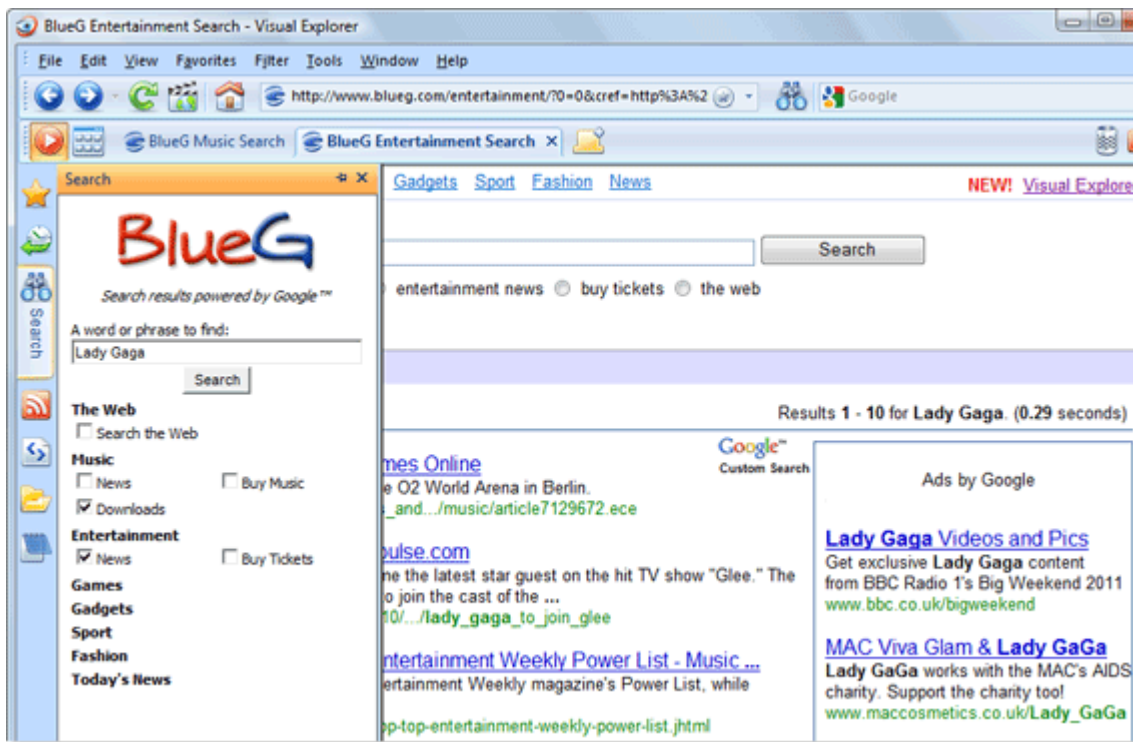 BlueG Entertainment Search - Visual Explorer
File Edit View Favorites Filter Tools Window Help
http://www.blueg.com/entertainment/?0=0&cref=http%3A%2 Google
BlueG Music Search BlueG Entertainment Search
Search
Gadgets Sport Fashion News NEW! Visual Explore
BlueG
Search
Search results powered by Google™
entertainment news buy tickets the web
Search
A word or phrase to find:
Lady Gaga
Search
The Web
Search the Web
Music
News Buy Music
Downloads
Entertainment
News Buy Tickets
Games
Gadgets
Sport
Fashion
Today's News
Results 1 - 10 for Lady Gaga. (0.29 seconds)
Google™
Custom Search
mes Online
e O2 World Arena in Berlin.
s_and.../music/article7129672.ece
pulse.com
ne the latest star guest on the hit TV show "Glee." The
o join the cast of the ...
10/.../lady_gaga_to_join_glee
ntertainment Weekly Power List - Music ...
ertainment Weekly magazine's Power List, while
op-top-entertainment-weekly-power-list.jhtml
Ads by Google
Lady Gaga Videos and Pics
Get exclusive Lady Gaga content
from BBC Radio 1's Big Weekend 2011
www.bbc.co.uk/bigweekend
MAC Viva Glam & Lady GaGa
Lady GaGa works with the MAC's AIDS
charity. Support the charity too!
www.maccosmetics.co.uk/Lady_GaGa